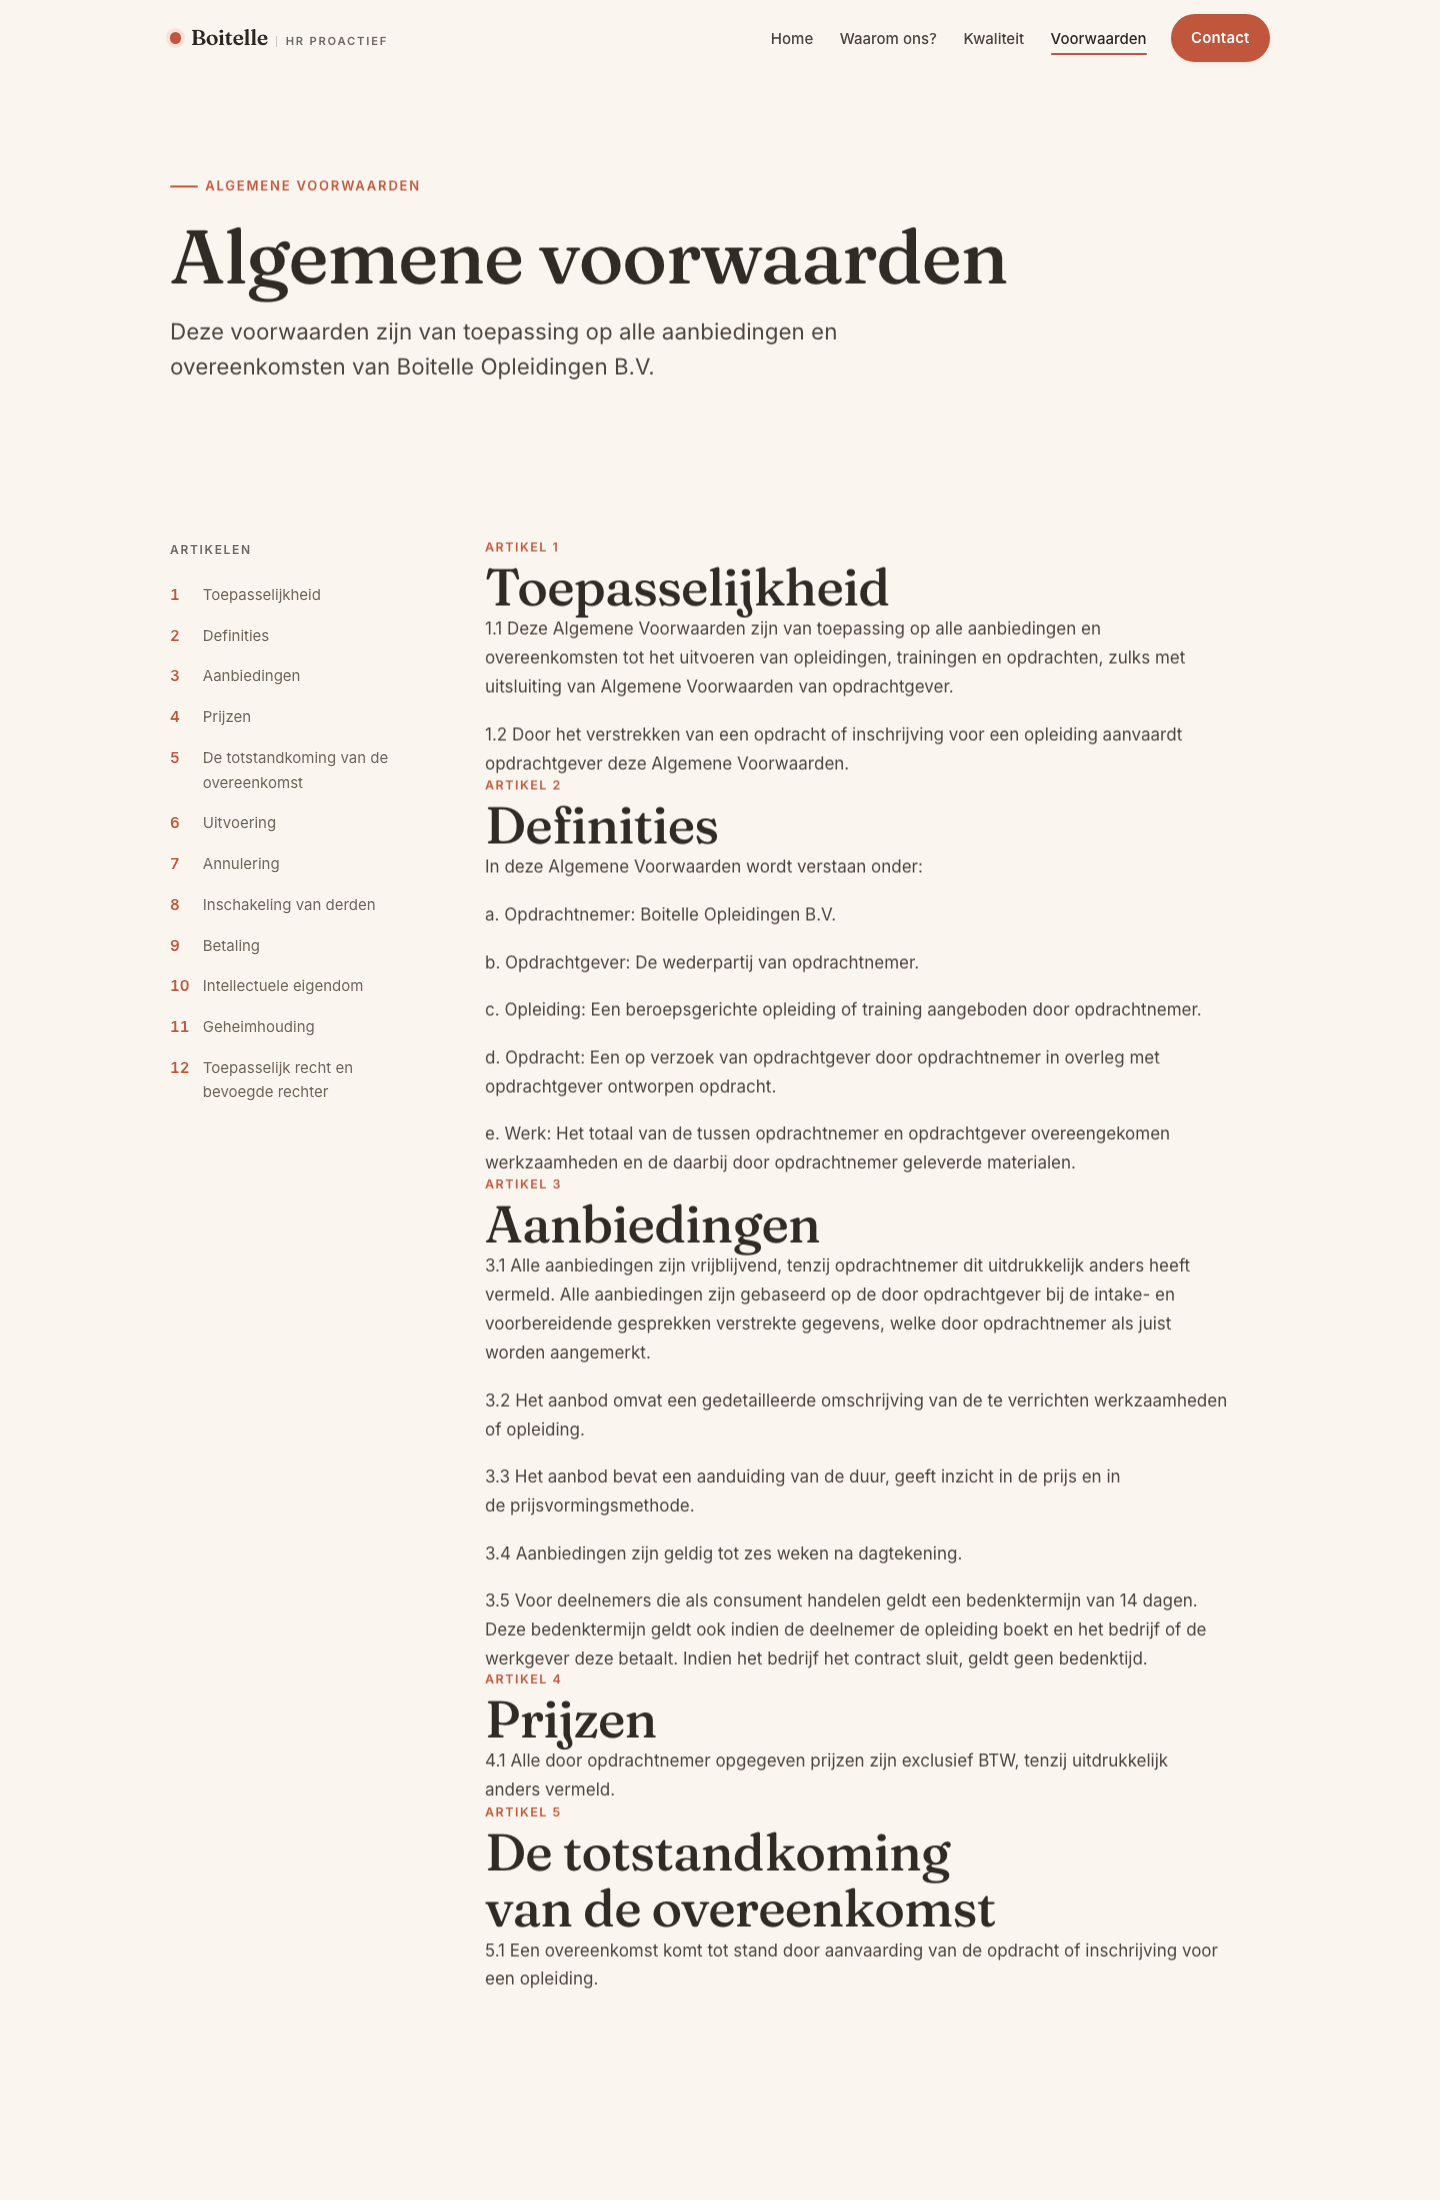 Boitelle | HR PROACTIEF
Home
Waarom ons?
Kwaliteit
Voorwaarden
Contact
ALGEMENE VOORWAARDEN
Algemene voorwaarden
Deze voorwaarden zijn van toepassing op alle aanbiedingen en
overeenkomsten van Boitelle Opleidingen B.V.
ARTIKELEN
1 Toepasselijkheid
2 Definities
3 Aanbiedingen
4 Prijzen
5 De totstandkoming van de
overeenkomst
6 Uitvoering
7 Annulering
8 Inschakeling van derden
9 Betaling
10 Intellectuele eigendom
11 Geheimhouding
12 Toepasselijk recht en
bevoegde rechter
ARTIKEL 1
Toepasselijkheid
1.1 Deze Algemene Voorwaarden zijn van toepassing op alle aanbiedingen en
overeenkomsten tot het uitvoeren van opleidingen, trainingen en opdrachten, zulks met
uitsluiting van Algemene Voorwaarden van opdrachtgever.
1.2 Door het verstrekken van een opdracht of inschrijving voor een opleiding aanvaardt
opdrachtgever deze Algemene Voorwaarden.
ARTIKEL 2
Definities
In deze Algemene Voorwaarden wordt verstaan onder:
a. Opdrachtnemer: Boitelle Opleidingen B.V.
b. Opdrachtgever: De wederpartij van opdrachtnemer.
c. Opleiding: Een beroepsgerichte opleiding of training aangeboden door opdrachtnemer.
d. Opdracht: Een op verzoek van opdrachtgever door opdrachtnemer in overleg met
opdrachtgever ontworpen opdracht.
e. Werk: Het totaal van de tussen opdrachtnemer en opdrachtgever overeengekomen
werkzaamheden en de daarbij door opdrachtnemer geleverde materialen.
ARTIKEL 3
Aanbiedingen
3.1 Alle aanbiedingen zijn vrijblijvend, tenzij opdrachtnemer dit uitdrukkelijk anders heeft
vermeld. Alle aanbiedingen zijn gebaseerd op de door opdrachtgever bij de intake- en
voorbereidende gesprekken verstrekte gegevens, welke door opdrachtnemer als juist
worden aangemerkt.
3.2 Het aanbod omvat een gedetailleerde omschrijving van de te verrichten werkzaamheden
of opleiding.
3.3 Het aanbod bevat een aanduiding van de duur, geeft inzicht in de prijs en in
de prijsvormingsmethode.
3.4 Aanbiedingen zijn geldig tot zes weken na dagtekening.
3.5 Voor deelnemers die als consument handelen geldt een bedenktermijn van 14 dagen.
Deze bedenktermijn geldt ook indien de deelnemer de opleiding boekt en het bedrijf of de
werkgever deze betaalt. Indien het bedrijf het contract sluit, geldt geen bedenktijd.
ARTIKEL 4
Prijzen
4.1 Alle door opdrachtnemer opgegeven prijzen zijn exclusief BTW, tenzij uitdrukkelijk
anders vermeld.
ARTIKEL 5
De totstandkoming
van de overeenkomst
5.1 Een overeenkomst komt tot stand door aanvaarding van de opdracht of inschrijving voor
een opleiding.